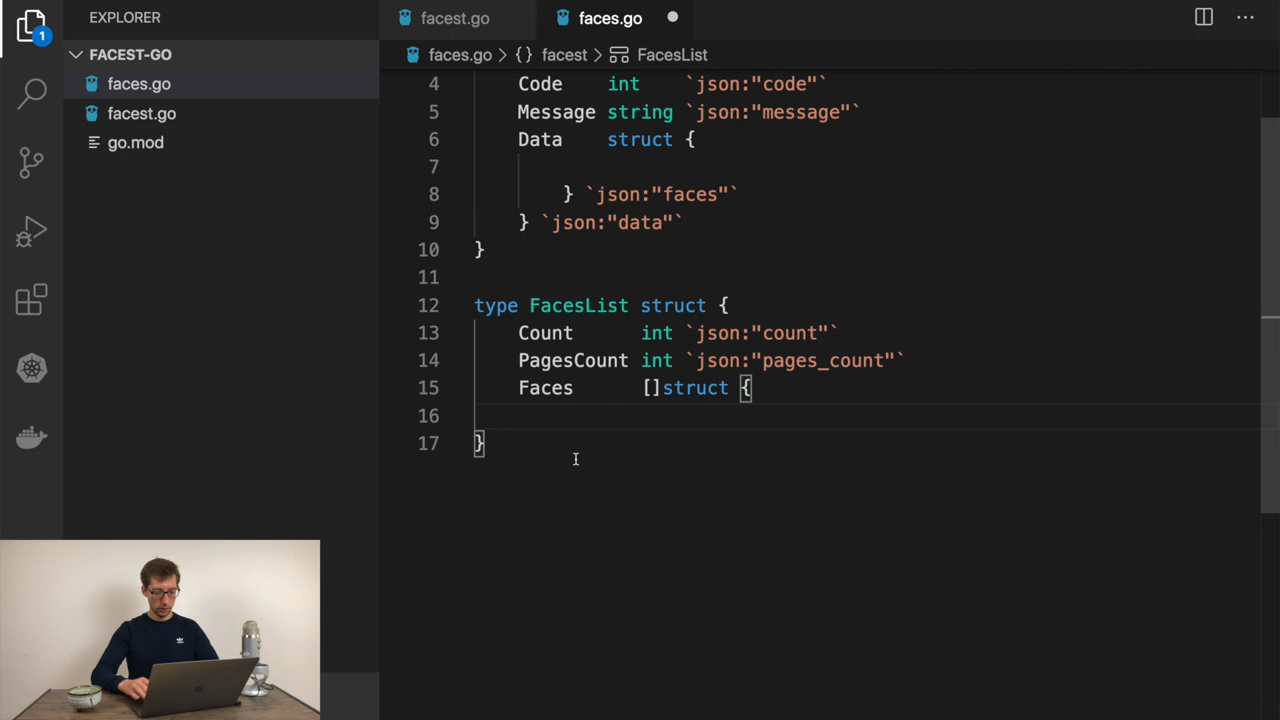 EXPLORER
facest.go
faces.go
1
FACEST-GO
faces.go
facest.go
go.mod
faces.go > {} facest > FacesList
4 Code int `json:"code"`
5 Message string `json:"message"`
6 Data struct {
7
8 } `json:"faces"`
9 } `json:"data"`
10 }
11
12 type FacesList struct {
13 Count int `json:"count"`
14 PagesCount int `json:"pages_count"`
15 Faces []struct {
16
17 }